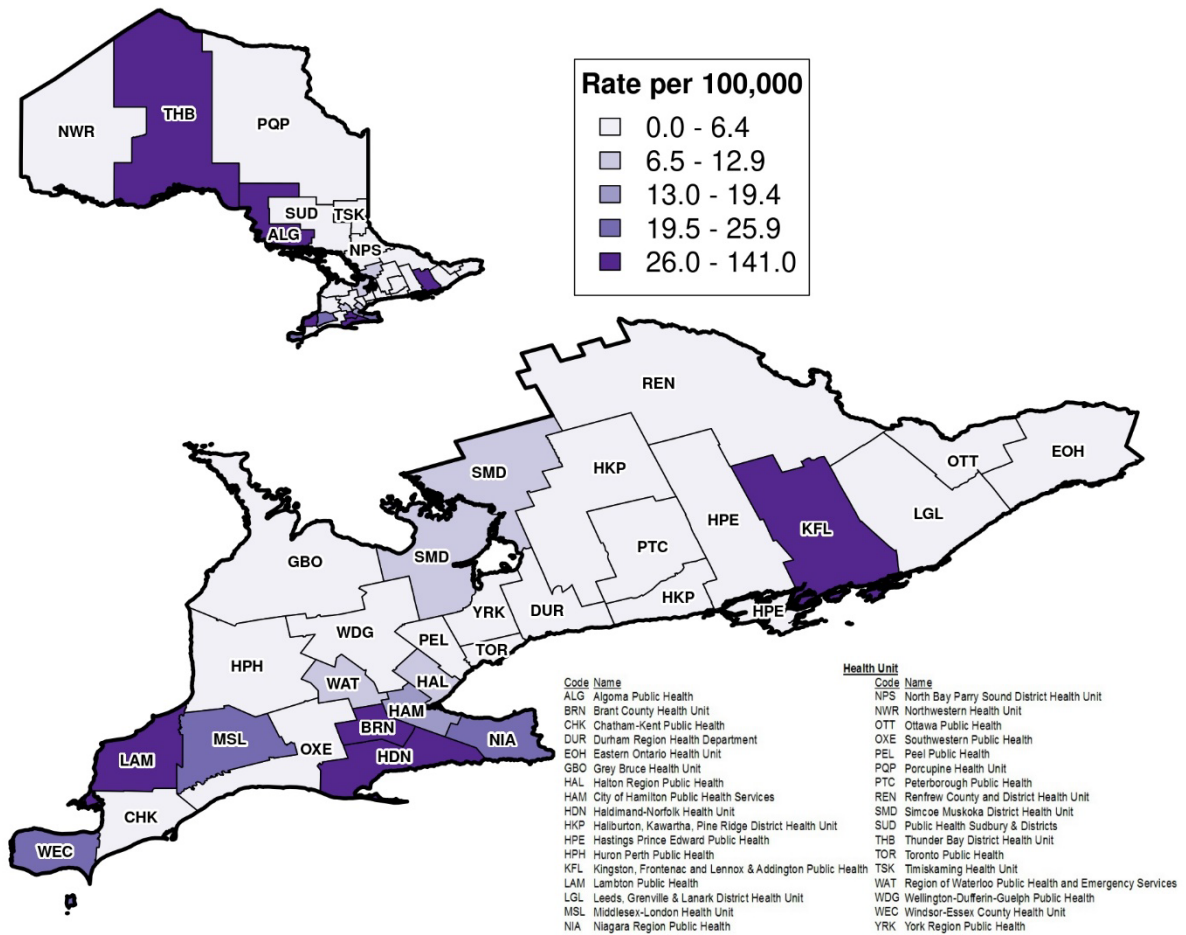 THB
NWR
PQP
SUD
TSK
ALG
NPS
Rate per 100,000
0.0 - 6.4
6.5 - 12.9
13.0 - 19.4
19.5 - 25.9
26.0 - 141.0
REN
SMD
HKP
OTT
EOH
HPE
KFL
LGL
PTC
GBO
SMD
HKP
HPE
YRK
DUR
WDG
PEL
TOR
HPH
WAT
HAL
HAM
BRN
MSL
OXE
NIA
LAM
HDN
CHK
WEC
Health Unit
Code Name
ALG Algoma Public Health
BRN Brant County Health Unit
CHK Chatham-Kent Public Health
DUR Durham Region Health Department
EOH Eastern Ontario Health Unit
GBO Grey Bruce Health Unit
HAL Halton Region Public Health
HAM City of Hamilton Public Health Services
HDN Haldimand-Norfolk Health Unit
HKP Haliburton, Kawartha, Pine Ridge District Health Unit
HPE Hastings Prince Edward Public Health
HPH Huron Perth Public Health
KFL Kingston, Frontenac and Lennox & Addington Public Health
LAM Lambton Public Health
LGL Leeds, Grenville & Lanark District Health Unit
MSL Middlesex-London Health Unit
NIA Niagara Region Public Health
Code Name
NPS North Bay Parry Sound District Health Unit
NWR Northwestern Health Unit
OTT Ottawa Public Health
OXE Southwestern Public Health
PEL Peel Public Health
PQP Porcupine Health Unit
PTC Peterborough Public Health
REN Renfrew County and District Health Unit
SMD Simcoe Muskoka District Health Unit
SUD Public Health Sudbury & Districts
THB Thunder Bay District Health Unit
TOR Toronto Public Health
TSK Timiskaming Health Unit
WAT Region of Waterloo Public Health and Emergency Services
WDG Wellington-Dufferin-Guelph Public Health
WEC Windsor-Essex County Health Unit
YRK York Region Public Health